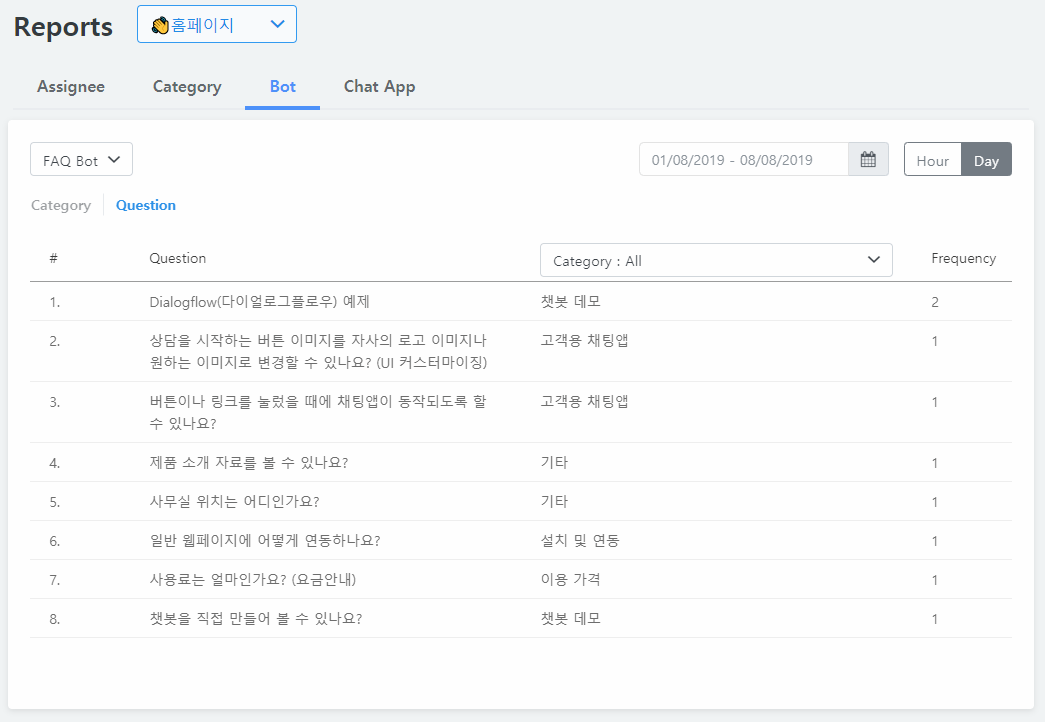 Reports 👏홈페이지
Assignee Category Bot Chat App
FAQ Bot 01/08/2019 - 08/08/2019 Hour Day
Category Question
# Question Category : All Frequency
1. Dialogflow(다이얼로그플로우) 예제 챗봇 데모 2
2. 상담을 시작하는 버튼 이미지를 자사의 로고 이미지나 고객용 채팅앱 1
원하는 이미지로 변경할 수 있나요? (UI 커스터마이징)
3. 버튼이나 링크를 눌렀을 때에 채팅앱이 동작되도록 할 고객용 채팅앱 1
수 있나요?
4. 제품 소개 자료를 볼 수 있나요? 기타 1
5. 사무실 위치는 어디인가요? 기타 1
6. 일반 웹페이지에 어떻게 연동하나요? 설치 및 연동 1
7. 사용료는 얼마인가요? (요금안내) 이용 가격 1
8. 챗봇을 직접 만들어 볼 수 있나요? 챗봇 데모 1